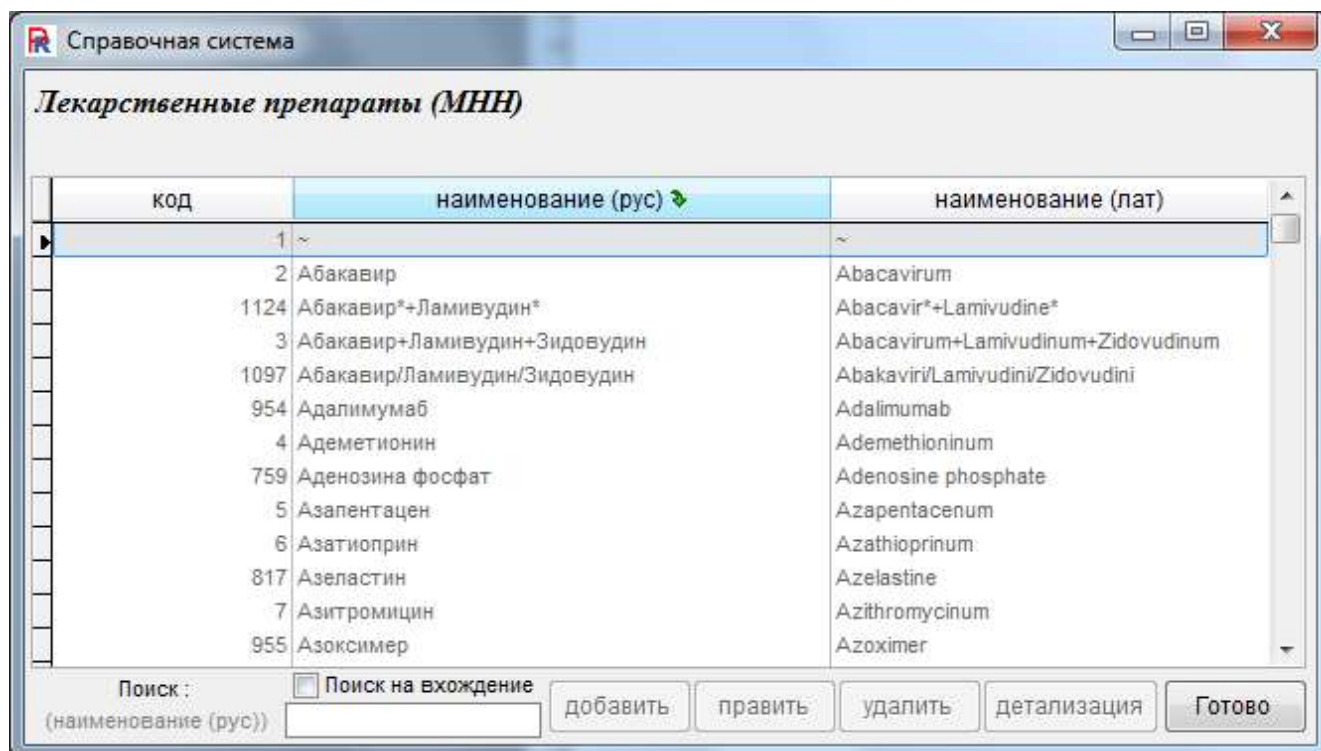 Справочная система
Лекарственные препараты (МНН)
код наименование (рус) наименование (лат)
1 ~ ~
2 Абакавир Abacavirum
1124 Абакавир*+Ламивудин* Abacavir*+Lamivudine*
3 Абакавир+Ламивудин+Зидовудин Abacavirum+Lamivudinum+Zidovudinum
1097 Абакавир/Ламивудин/Зидовудин Abakaviri/Lamivudini/Zidovudini
954 Адалимумаб Adalimumab
4 Адеметионин Ademethioninum
759 Аденозина фосфат Adenosine phosphate
5 Азапентацен Azapentacenum
6 Азатиоприн Azathioprinum
817 Азеластин Azelastine
7 Азитромицин Azithromycinum
955 Азоксимер Azoximer
Поиск : Поиск на вхождение
(наименование (рус)) добавить править удалить детализация Готово